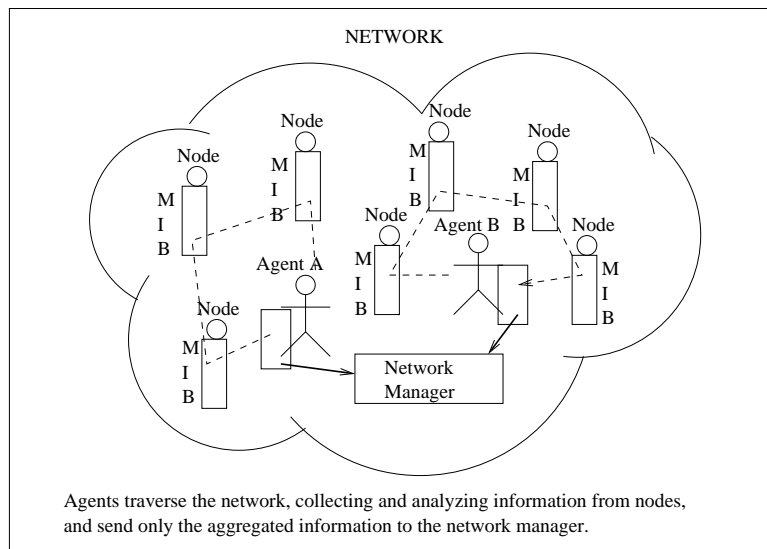 NETWORK
Node
M
I
B
Node
M
I
B
Node
M
I
B
Node
M
I
B
Node
M
I
B
Agent B
Node
M
I
B
Agent A
Node
M
I
B
Network
Manager
Agents traverse the network, collecting and analyzing information from nodes,
and send only the aggregated information to the network manager.